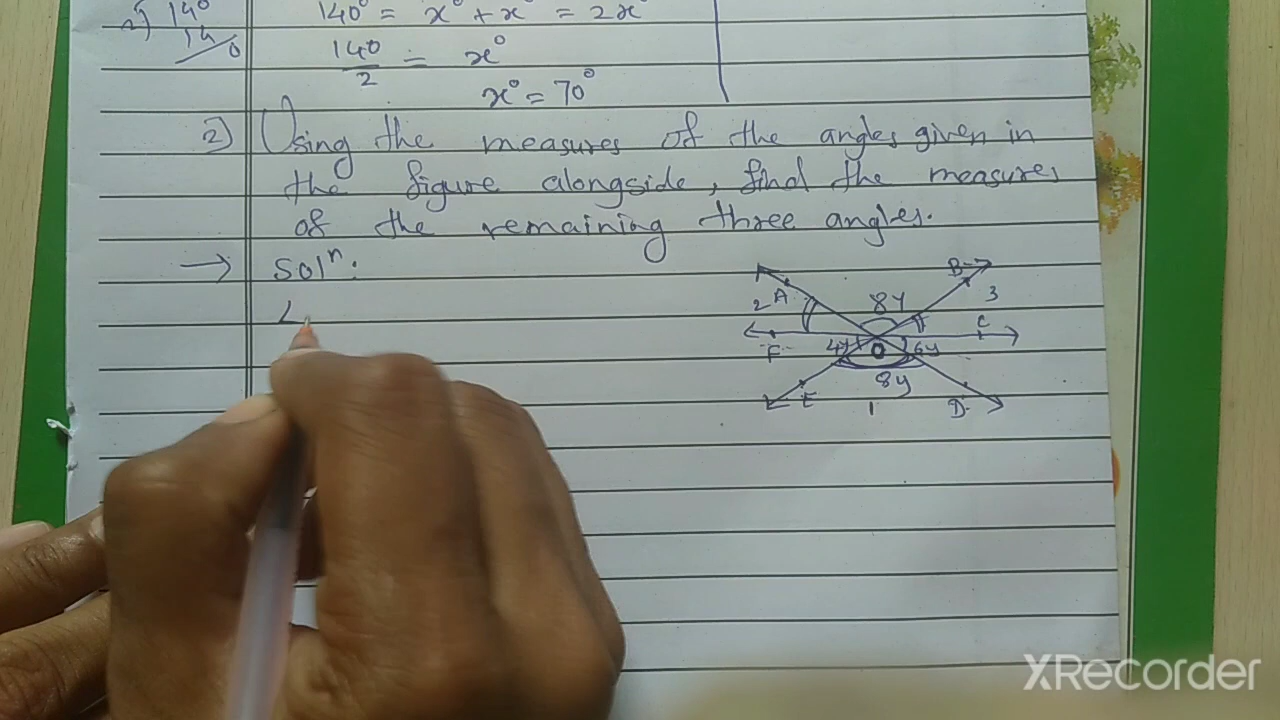 140° = x° + x° = 2x°
140/2 = x°
x° = 70°
2) Using the measures of the angles given in
the figure alongside, find the measures
of the remaining three angles.
→ Solⁿ:
∠
A B C D E F O
2 8y 3
4y 6y
8y
1
XRecorder